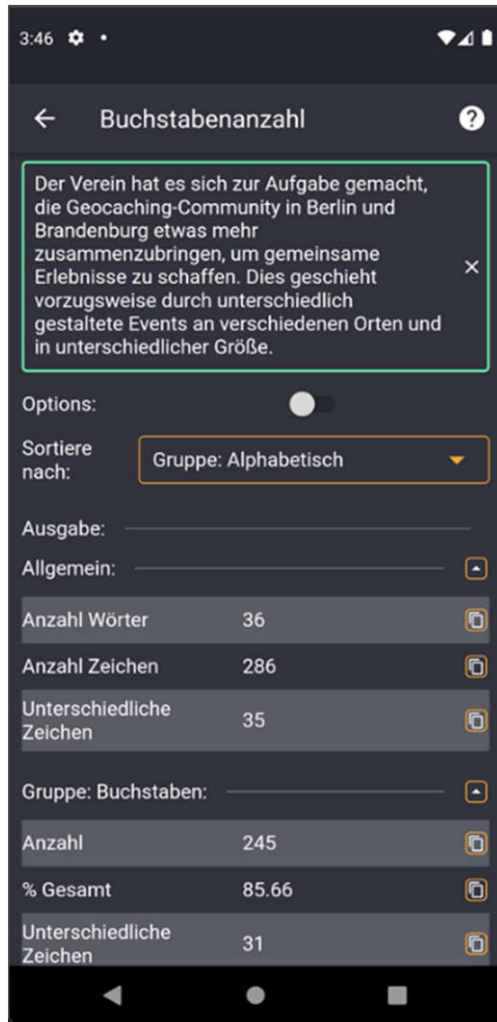 3:46
Buchstabenanzahl
Der Verein hat es sich zur Aufgabe gemacht,
die Geocaching-Community in Berlin und
Brandenburg etwas mehr
zusammenzubringen, um gemeinsame
Erlebnisse zu schaffen. Dies geschieht
vorzugsweise durch unterschiedlich
gestaltete Events an verschiedenen Orten und
in unterschiedlicher Größe.
Options:
Sortiere
nach:
Gruppe: Alphabetisch
Ausgabe:
Allgemein:
Anzahl Wörter 36
Anzahl Zeichen 286
Unterschiedliche
Zeichen 35
Gruppe: Buchstaben:
Anzahl 245
% Gesamt 85.66
Unterschiedliche
Zeichen 31